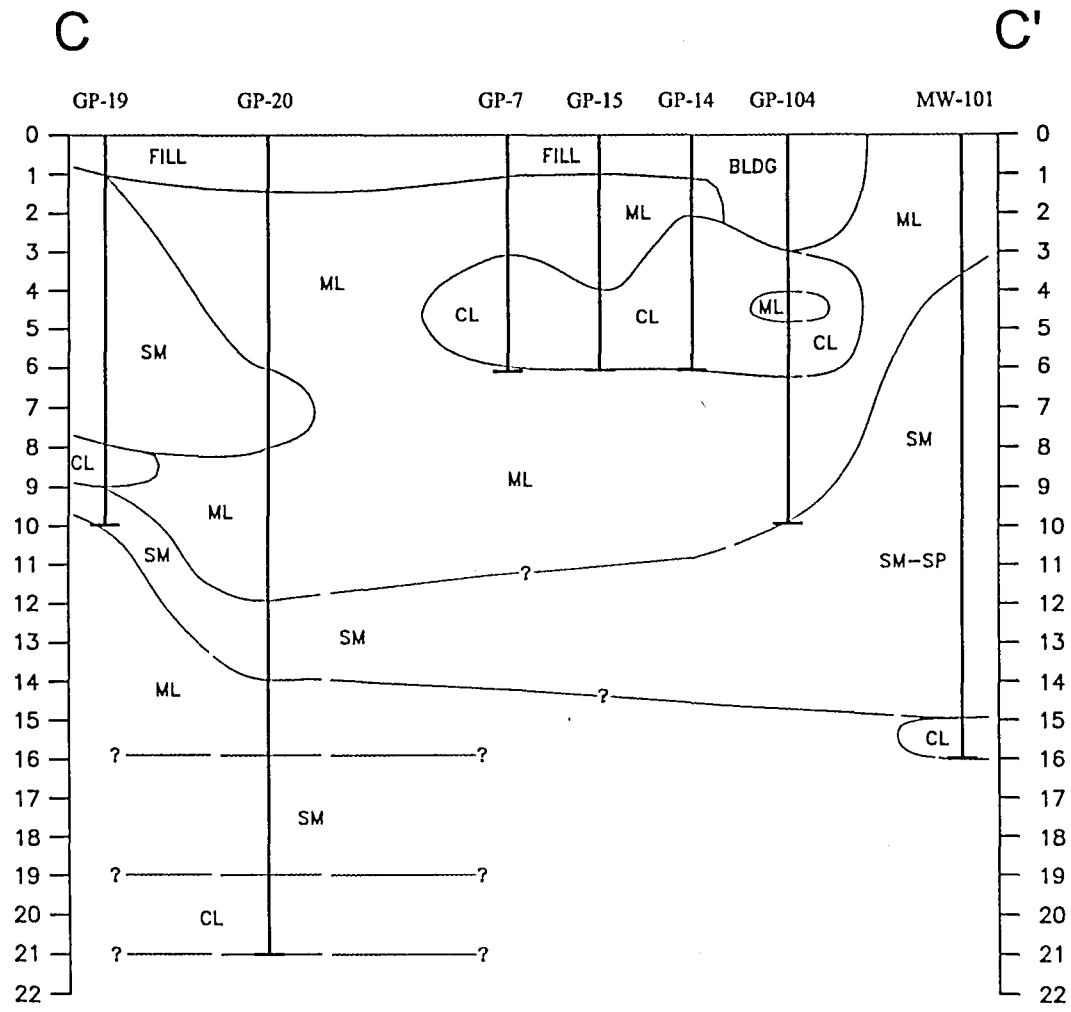 C C'
GP-19 GP-20 GP-7 GP-15 GP-14 GP-104 MW-101
0 0
FILL FILL BLDG
1 1
2 ML ML 2
3 3
4 ML ML 4
5 CL CL CL 5
SM
6 6
7 7
8 SM 8
CL
9 ML 9
ML
10 10
11 SM ? SM-SP 11
12 12
13 SM 13
14 ML ? 14
15 15
CL
16 ? ? 16
17 17
SM
18 18
19 ? ? 19
20 CL 20
21 ? ? 21
22 22